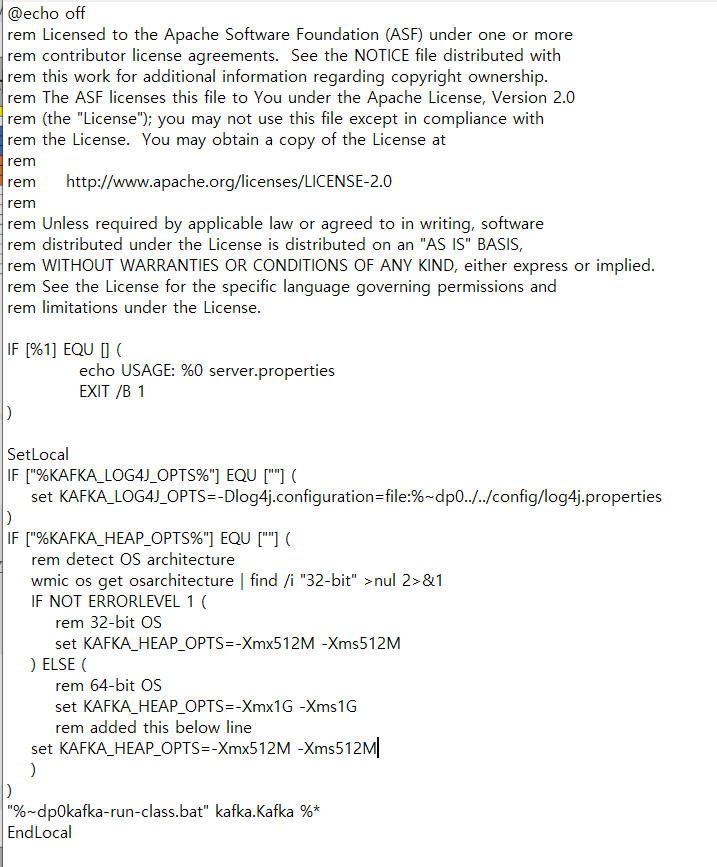 @echo off
rem Licensed to the Apache Software Foundation (ASF) under one or more
rem contributor license agreements.  See the NOTICE file distributed with
rem this work for additional information regarding copyright ownership.
rem The ASF licenses this file to You under the Apache License, Version 2.0
rem (the "License"); you may not use this file except in compliance with
rem the License.  You may obtain a copy of the License at
rem
rem     http://www.apache.org/licenses/LICENSE-2.0
rem
rem Unless required by applicable law or agreed to in writing, software
rem distributed under the License is distributed on an "AS IS" BASIS,
rem WITHOUT WARRANTIES OR CONDITIONS OF ANY KIND, either express or implied.
rem See the License for the specific language governing permissions and
rem limitations under the License.

IF [%1] EQU [] (
	echo USAGE: %0 server.properties
	EXIT /B 1
)

SetLocal
IF ["%KAFKA_LOG4J_OPTS%"] EQU [""] (
    set KAFKA_LOG4J_OPTS=-Dlog4j.configuration=file:%~dp0../../config/log4j.properties
)
IF ["%KAFKA_HEAP_OPTS%"] EQU [""] (
    rem detect OS architecture
    wmic os get osarchitecture | find /i "32-bit" >nul 2>&1
    IF NOT ERRORLEVEL 1 (
        rem 32-bit OS
        set KAFKA_HEAP_OPTS=-Xmx512M -Xms512M
    ) ELSE (
        rem 64-bit OS
        set KAFKA_HEAP_OPTS=-Xmx1G -Xms1G
        rem added this below line
    set KAFKA_HEAP_OPTS=-Xmx512M -Xms512M
    )
)
"%~dp0kafka-run-class.bat" kafka.Kafka %*
EndLocal